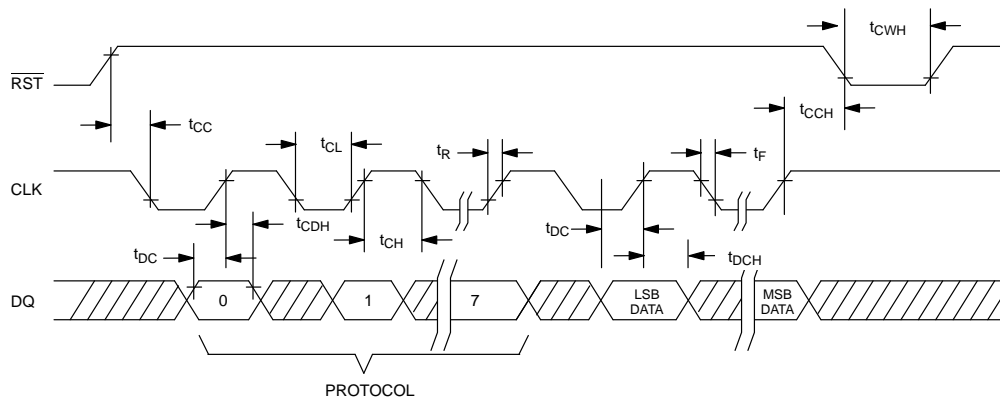 tCWH
RST
tCC
tCCH
tCL
tR
tF
CLK
tCDH
tCH
tDC
tDC
tDCH
DQ
0
1
7
LSB
DATA
MSB
DATA
PROTOCOL